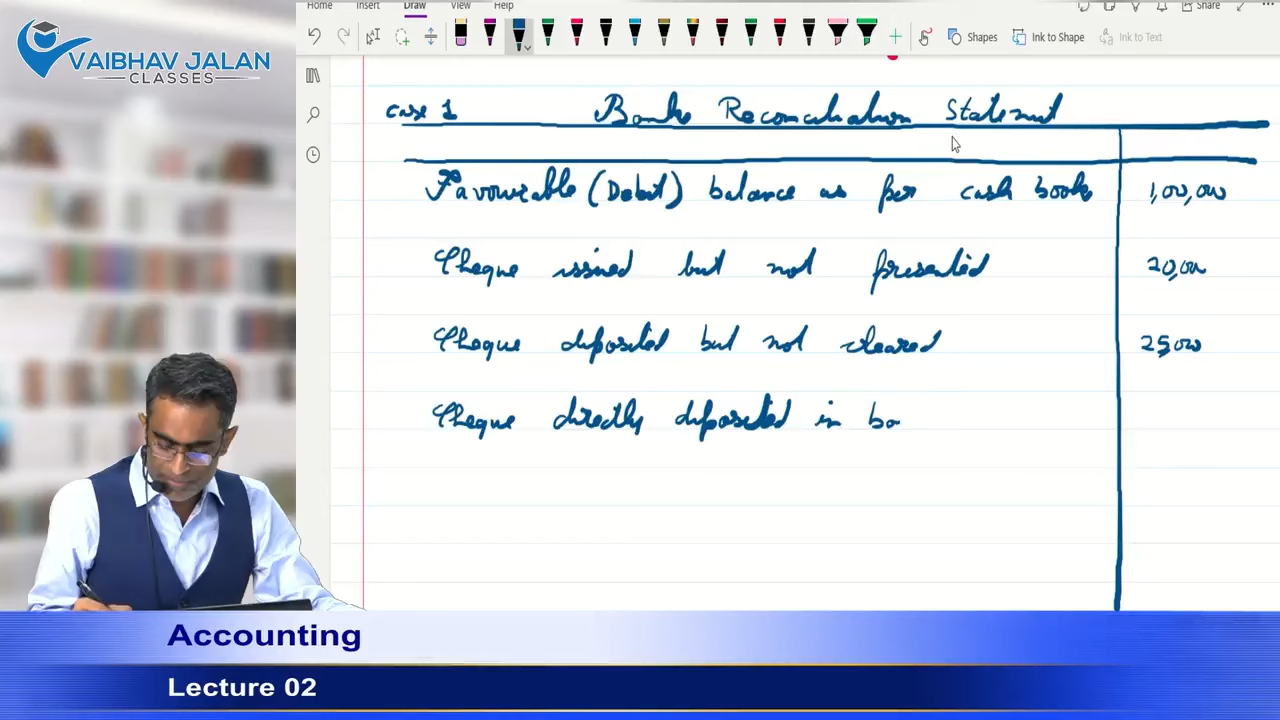 Home Insert Draw View Help Share
Shapes Ink to Shape Ink to Text
VAIBHAV JALAN
CLASSES
case 1 Bank Reconciliation Statement
Favourable (Debit) balance as per cash book 1,00,000
Cheque issued but not presented 20,000
Cheque deposited but not cleared 25,000
Cheque directly deposited in ba
Accounting
Lecture 02